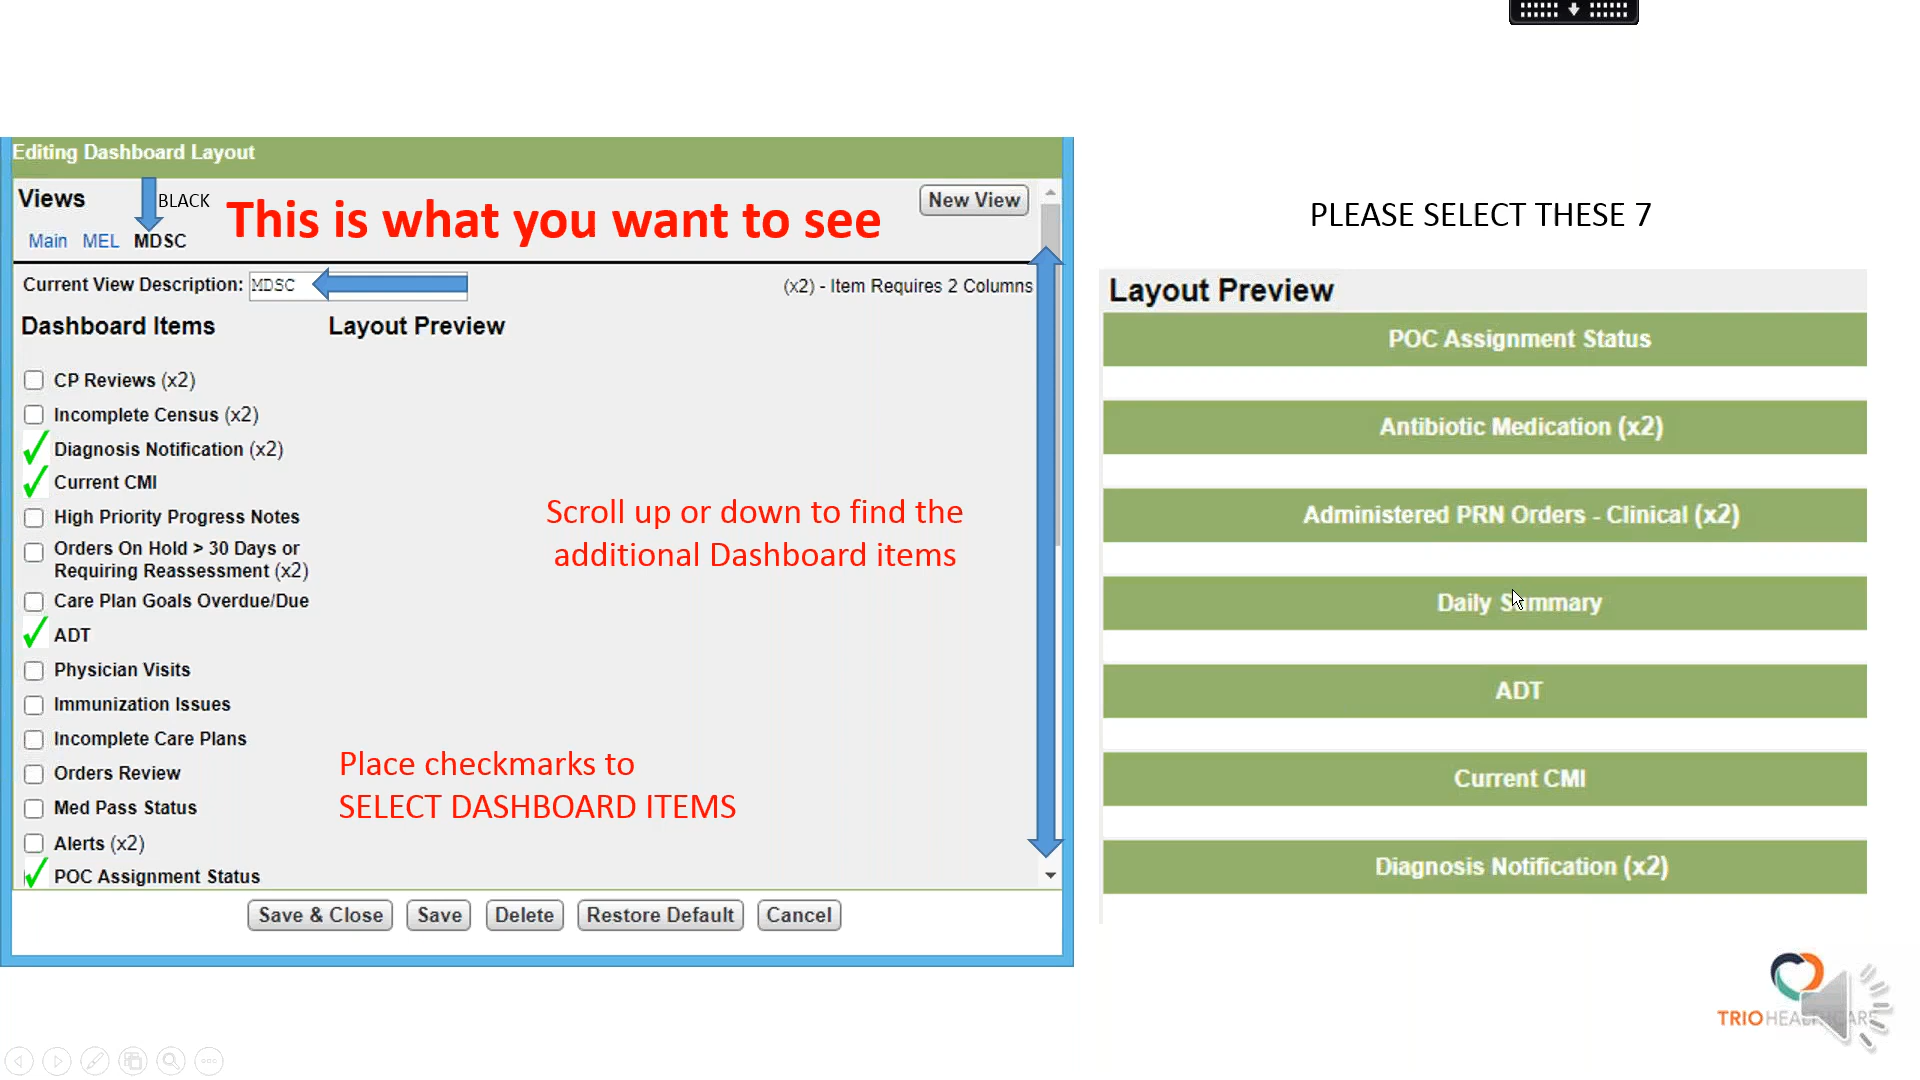 Editing Dashboard Layout
Views
BLACK
This is what you want to see
New View
Main MEL MDSC
Current View Description: MDSC
(x2) - Item Requires 2 Columns
Dashboard Items
Layout Preview
CP Reviews (x2)
Incomplete Census (x2)
Diagnosis Notification (x2)
Current CMI
High Priority Progress Notes
Orders On Hold > 30 Days or
Requiring Reassessment (x2)
Care Plan Goals Overdue/Due
ADT
Physician Visits
Immunization Issues
Incomplete Care Plans
Orders Review
Med Pass Status
Alerts (x2)
POC Assignment Status
Scroll up or down to find the
additional Dashboard items
Place checkmarks to
SELECT DASHBOARD ITEMS
Save & Close Save Delete Restore Default Cancel
PLEASE SELECT THESE 7
Layout Preview
POC Assignment Status
Antibiotic Medication (x2)
Administered PRN Orders - Clinical (x2)
Daily Summary
ADT
Current CMI
Diagnosis Notification (x2)
TRIO HEALTHCARE